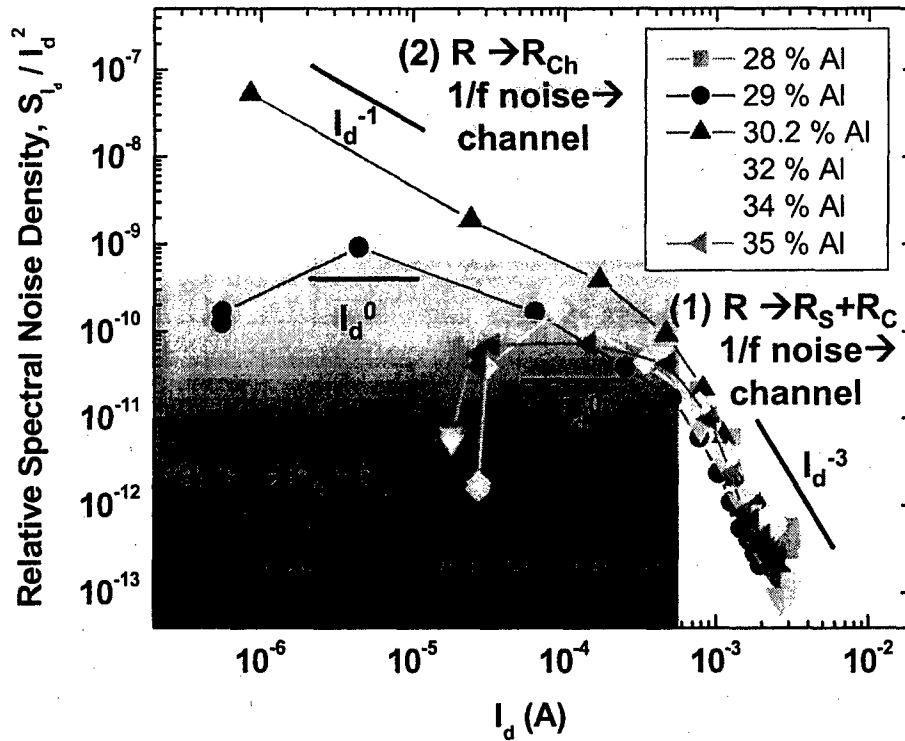 Relative Spectral Noise Density, S_{I_d} / I_d^2
10^-7
10^-8
10^-9
10^-10
10^-11
10^-12
10^-13
(2) R →R_Ch
1/f noise→
channel
I_d^-1
I_d^0
28 % Al
29 % Al
30.2 % Al
32 % Al
34 % Al
35 % Al
(1) R →R_S+R_C
1/f noise→
channel
I_d^-3
10^-6
10^-5
10^-4
10^-3
10^-2
I_d (A)